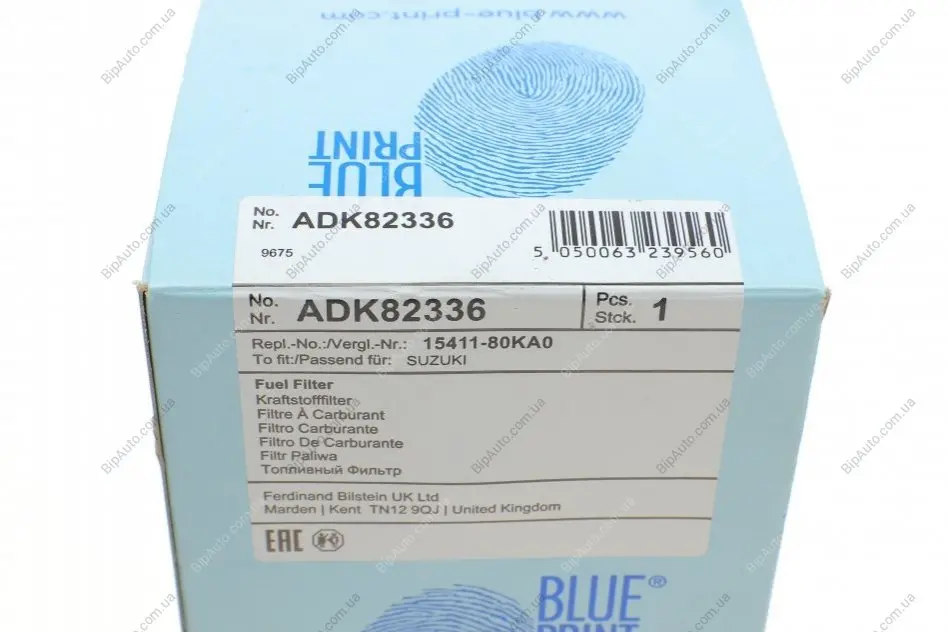 www.blue-print.com
BLUE
PRINT
No.
Nr. ADK82336
9675
5 050063 239560
No.
Nr. ADK82336
Pcs.
Stck. 1
Repl.-No.:/Vergl.-Nr.: 15411-80KA0
To fit:/Passend für: SUZUKI
Fuel Filter
Kraftstofffilter
Filtre À Carburant
Filtro Carburante
Filtro De Carburante
Filtr Paliwa
Топливный Фильтр
Ferdinand Bilstein UK Ltd
Marden | Kent TN12 9QJ | United Kingdom
EAC
BLUE®
PRINT
BipAuto.com.ua